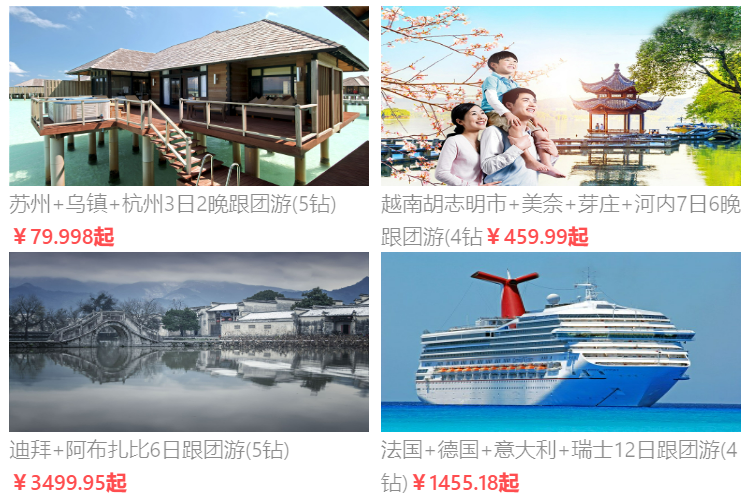 苏州+乌镇+杭州3日2晚跟团游(5钻)
￥79.998起
越南胡志明市+美奈+芽庄+河内7日6晚
跟团游(4钻￥459.99起
迪拜+阿布扎比6日跟团游(5钻)
￥3499.95起
法国+德国+意大利+瑞士12日跟团游(4
钻)￥1455.18起